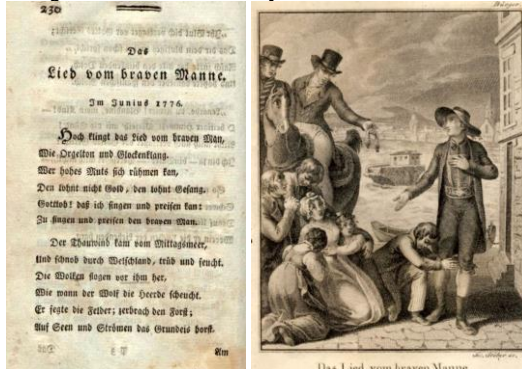 230
Das
Lied vom braven Manne.
Im Junius 1776.
Hoch klingt das Lied vom braven Man,
Wie Orgelton und Glockenklang.
Wer hohes Muts sich rühmen kan,
Den lohnt nicht Gold, den lohnt Gesang.
Gottlob! daß ich singen und preisen kan:
Zu singen und preisen den braven Man.
Der Thauwind kam vom Mittagsmeer,
Und schnob durch Welschland, trüb und feucht.
Die Wolken flogen vor ihm her,
Wie wann der Wolf die Heerde scheucht.
Er fegte die Felder; zerbrach den Forst;
Auf Seen und Strömen das Grundeis borst.
Am
Das Lied vom braven Manne